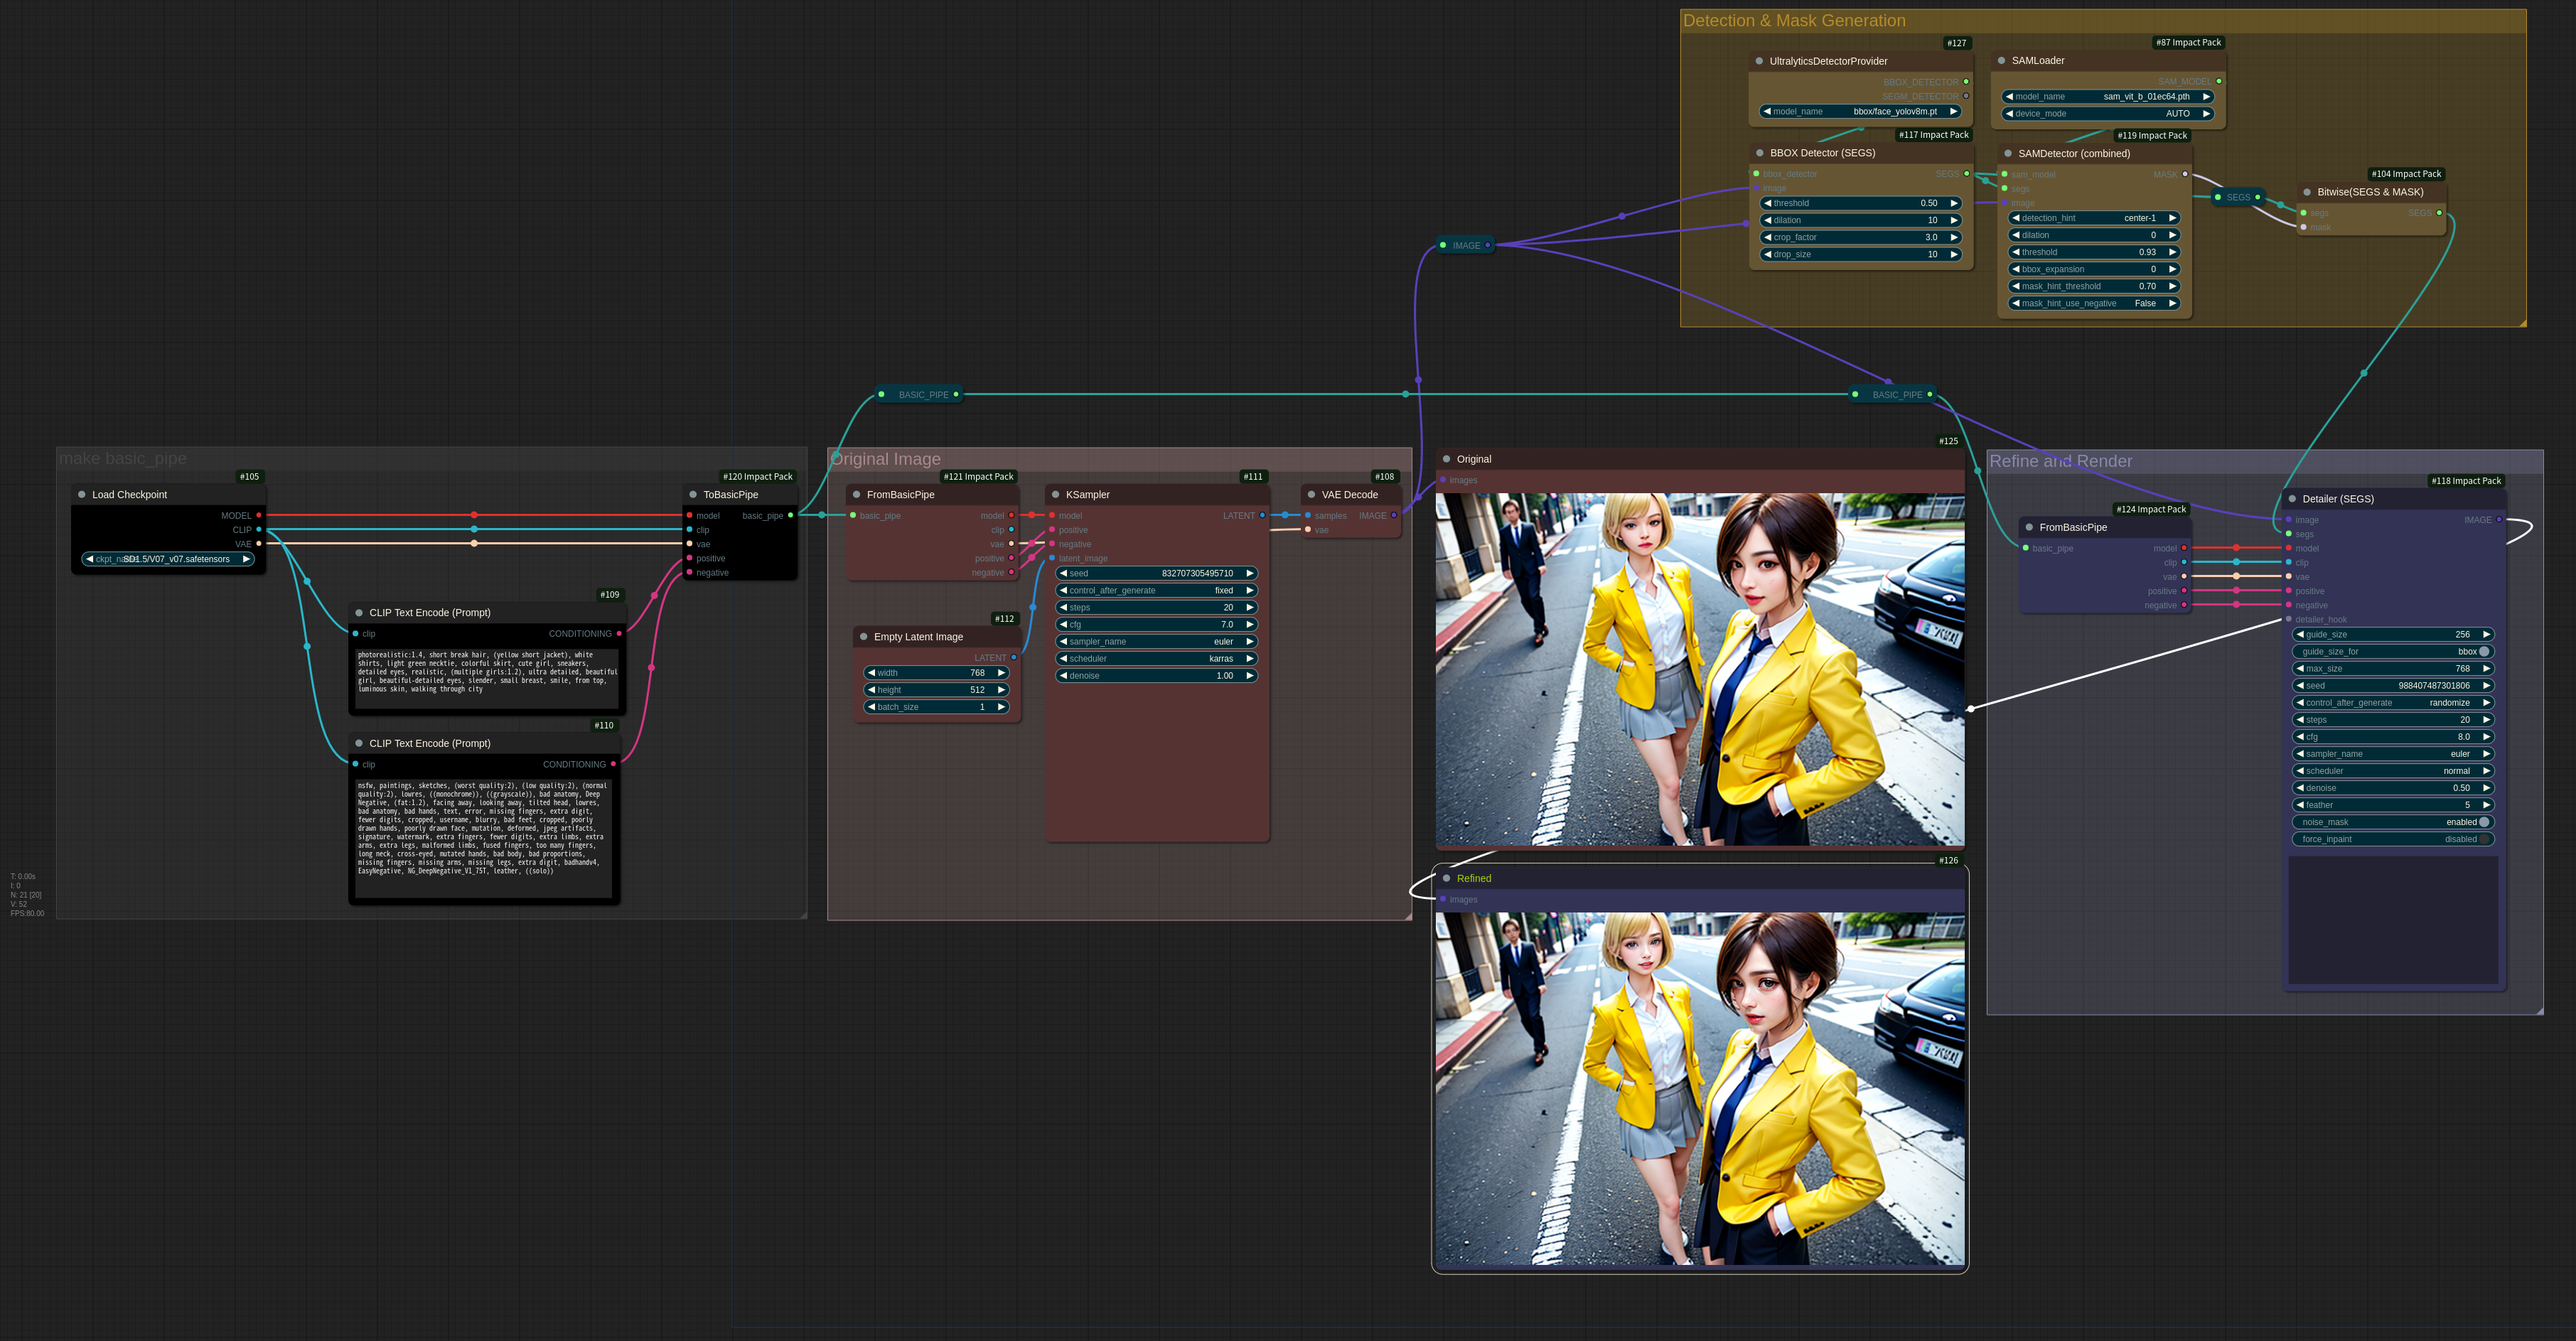 Detection & Mask Generation
#127
UltralyticsDetectorProvider
BBOX_DETECTOR
SEGM_DETECTOR
model_name bbox/face_yolov8m.pt
#87 Impact Pack
SAMLoader
SAM_MODEL
model_name sam_vit_b_01ec64.pth
device_mode AUTO
#117 Impact Pack
BBOX Detector (SEGS)
bbox_detector SEGS
image
threshold 0.50
dilation 10
crop_factor 3.0
drop_size 10
#119 Impact Pack
SAMDetector (combined)
sam_model MASK
segs
image
detection_hint center-1
dilation 0
threshold 0.93
bbox_expansion 0
mask_hint_threshold 0.70
mask_hint_use_negative False
SEGS
#104 Impact Pack
Bitwise(SEGS & MASK)
segs SEGS
mask
IMAGE
BASIC_PIPE
BASIC_PIPE
make basic_pipe
#105
Load Checkpoint
MODEL
CLIP
VAE
SD1.5/V07_v07.safetensors
#120 Impact Pack
ToBasicPipe
model basic_pipe
clip
vae
positive
negative
#109
CLIP Text Encode (Prompt)
clip CONDITIONING
photorealistic:1.4, short break hair, (yellow short jacket), white
shirts, light green necktie, colorful skirt, cute girl, sneakers,
detailed eyes, realistic, (multiple girls:1.2), ultra detailed, beautiful
girl, beautiful-detailed eyes, slender, small breast, smile, from top,
luminous skin, walking through city
#110
CLIP Text Encode (Prompt)
clip CONDITIONING
nsfw, paintings, sketches, (worst quality:2), (low quality:2), (normal
quality:2), lowres, ((monochrome)), ((grayscale)), bad anatomy, Deep
Negative, (fat:1.2), facing away, looking away, tilted head, lowres,
bad anatomy, bad hands, text, error, missing fingers, extra digit,
fewer digits, cropped, username, blurry, bad feet, cropped, poorly
drawn hands, poorly drawn face, mutation, deformed, jpeg artifacts,
signature, watermark, extra fingers, fewer digits, extra limbs, extra
arms, extra legs, malformed limbs, fused fingers, too many fingers,
long neck, cross-eyed, mutated hands, bad body, bad proportions,
missing fingers, missing arms, missing legs, extra digit, badhandv4,
EasyNegative, NG_DeepNegative_V1_75T, leather, ((solo))
T: 0.00s
I: 0
N: 21 [20]
V: 52
FPS:80.00
Original Image
#121 Impact Pack
FromBasicPipe
basic_pipe model
clip
vae
positive
negative
#112
Empty Latent Image
LATENT
width 768
height 512
batch_size 1
#111
KSampler
model LATENT
positive
negative
latent_image
seed 832707305495710
control_after_generate fixed
steps 20
cfg 7.0
sampler_name euler
scheduler karras
denoise 1.00
#108
VAE Decode
samples IMAGE
vae
#125
Original
images
#126
Refined
images
Refine and Render
#124 Impact Pack
FromBasicPipe
basic_pipe model
clip
vae
positive
negative
#118 Impact Pack
Detailer (SEGS)
image IMAGE
segs
model
clip
vae
positive
negative
detailer_hook
guide_size 256
guide_size_for bbox
max_size 768
seed 988407487301806
control_after_generate randomize
steps 20
cfg 8.0
sampler_name euler
scheduler normal
denoise 0.50
feather 5
noise_mask enabled
force_inpaint disabled